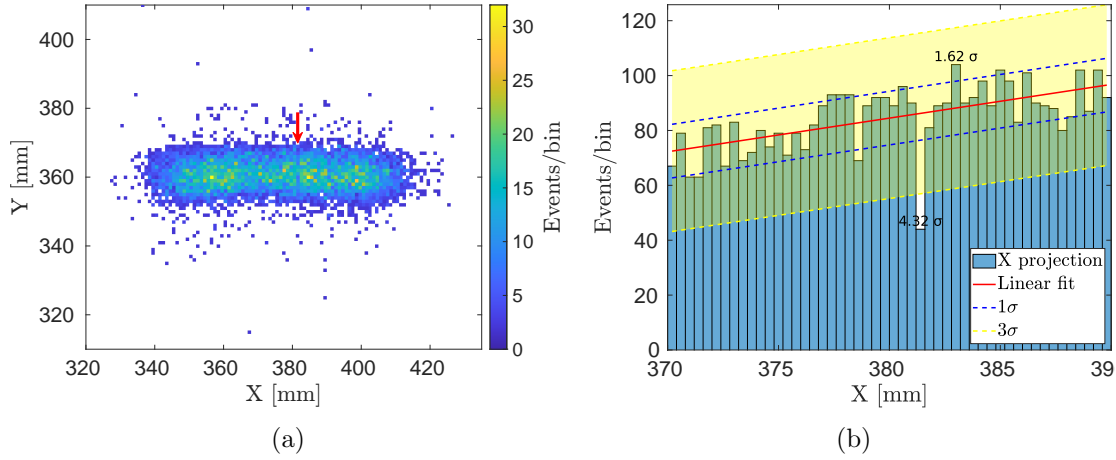 400
380
360
340
320
Y [mm]
320 340 360 380 400 420
X [mm]
30
25
20
15
10
5
0
Events/bin
(a)
120
100
80
60
40
20
0
Events/bin
1.62 σ
4.32 σ
X projection
Linear fit
1σ
3σ
370 375 380 385 39
X [mm]
(b)